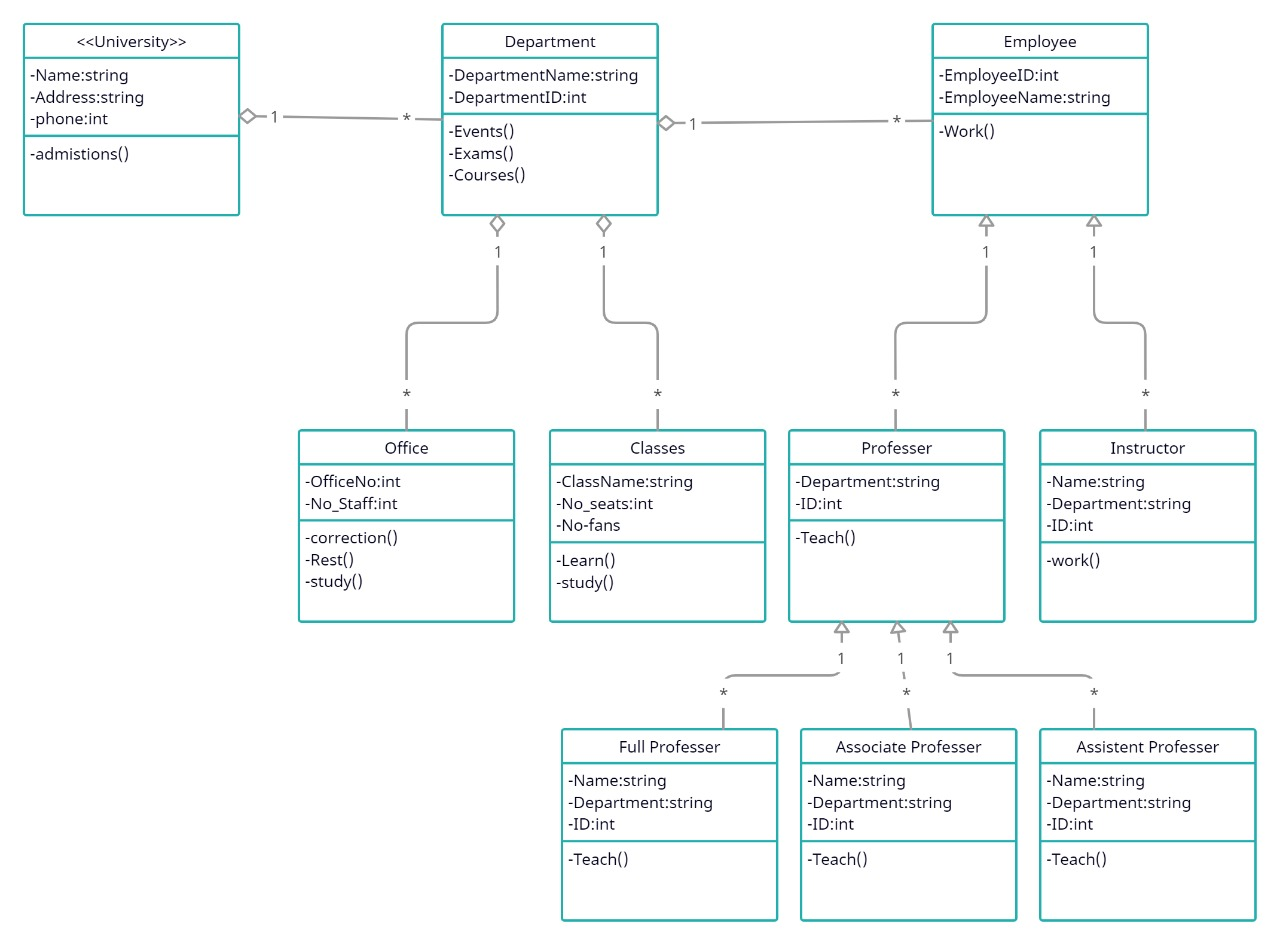 <<University>>
-Name:string
-Address:string
-phone:int
-admistions()
1
*
Department
-DepartmentName:string
-DepartmentID:int
-Events()
-Exams()
-Courses()
1
*
Employee
-EmployeeID:int
-EmployeeName:string
-Work()
1
1
1
1
*
*
*
*
Office
-OfficeNo:int
-No_Staff:int
-correction()
-Rest()
-study()
Classes
-ClassName:string
-No_seats:int
-No-fans
-Learn()
-study()
Professer
-Department:string
-ID:int
-Teach()
Instructor
-Name:string
-Department:string
-ID:int
-work()
1
1
1
*
*
*
Full Professer
-Name:string
-Department:string
-ID:int
-Teach()
Associate Professer
-Name:string
-Department:string
-ID:int
-Teach()
Assistent Professer
-Name:string
-Department:string
-ID:int
-Teach()